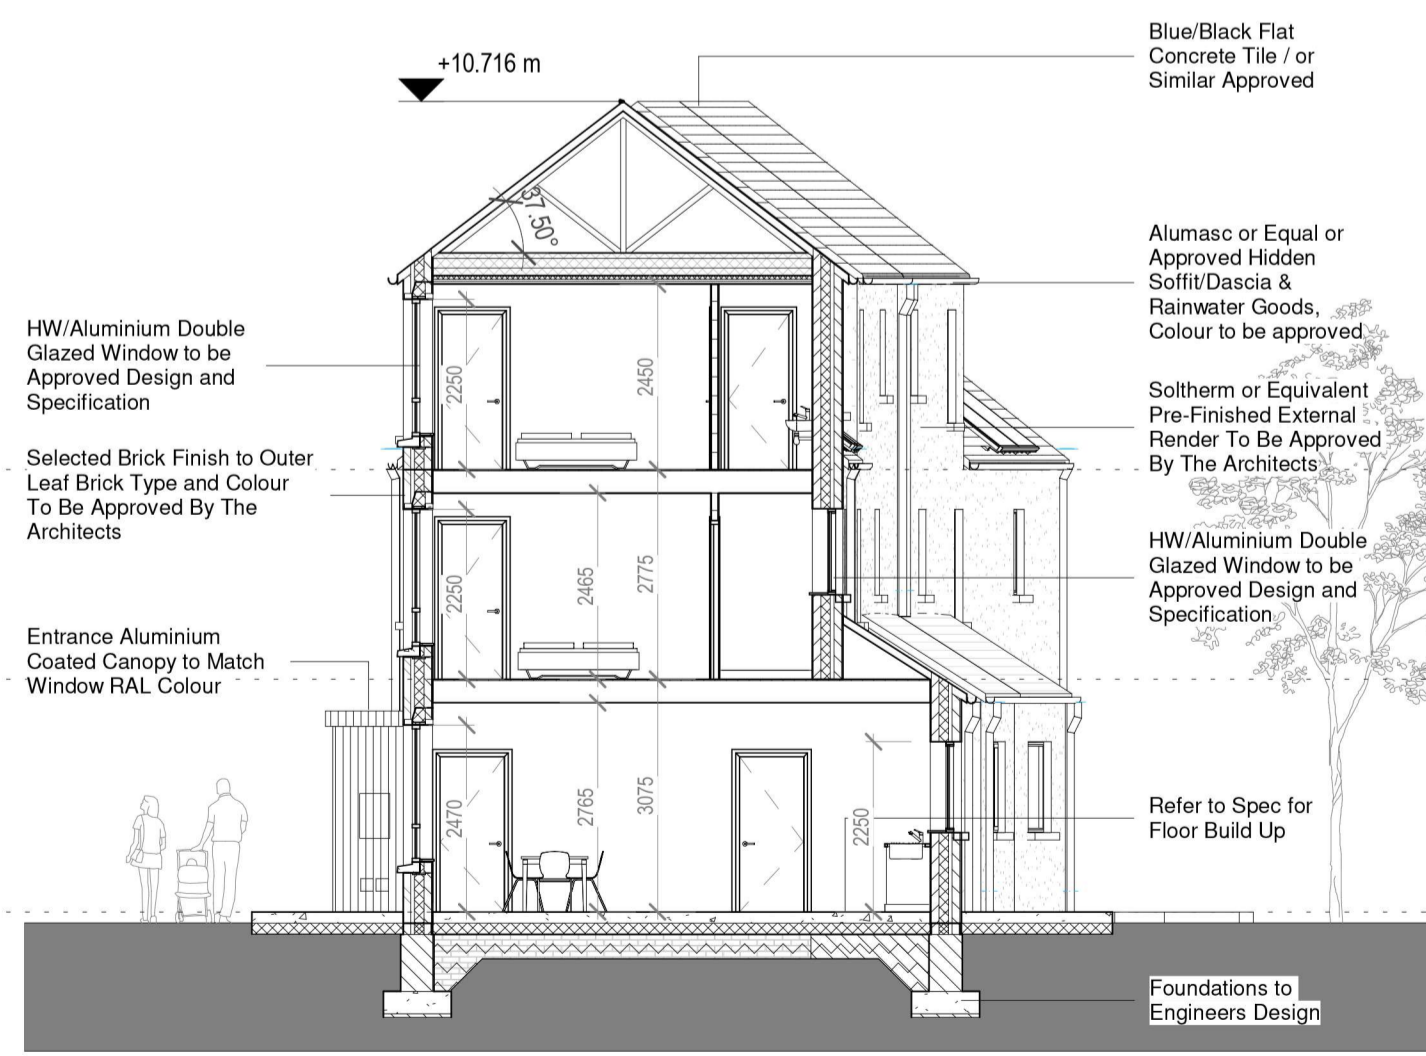 +10.716 m
Blue/Black Flat
Concrete Tile / or
Similar Approved
37.50°
Alumasc or Equal or
Approved Hidden
Soffit/Dascia &
Rainwater Goods,
Colour to be approved
HW/Aluminium Double
Glazed Window to be
Approved Design and
Specification
2250
2450
Soltherm or Equivalent
Pre-Finished External
Render To Be Approved
By The Architects
Selected Brick Finish to Outer
Leaf Brick Type and Colour
To Be Approved By The
Architects
2250
2465
2775
HW/Aluminium Double
Glazed Window to be
Approved Design and
Specification
Entrance Aluminium
Coated Canopy to Match
Window RAL Colour
2470
2765
3075
2250
Refer to Spec for
Floor Build Up
Foundations to
Engineers Design